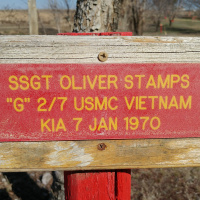 SSGT OLIVER STAMPS
"G" 2/7 USMC VIETNAM
KIA 7 JAN 1970